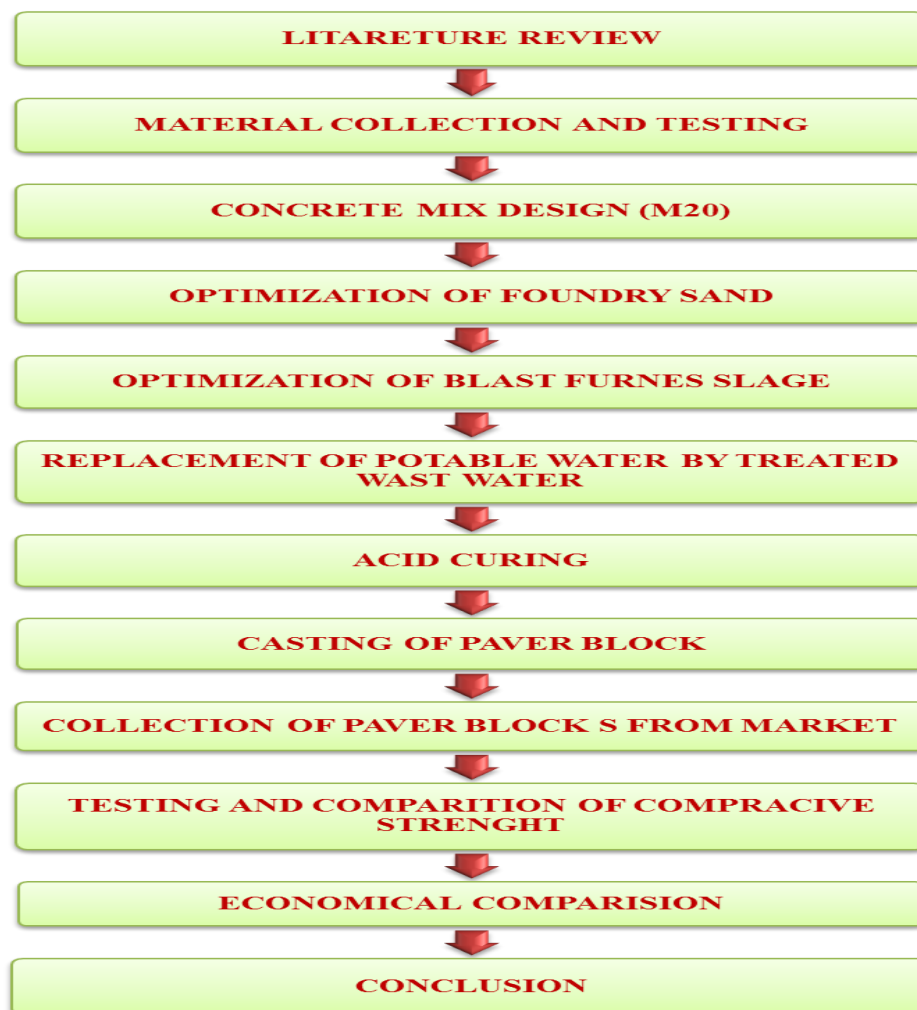 LITARETURE REVIEW
MATERIAL COLLECTION AND TESTING
CONCRETE MIX DESIGN (M20)
OPTIMIZATION OF FOUNDRY SAND
OPTIMIZATION OF BLAST FURNES SLAGE
REPLACEMENT OF POTABLE WATER BY TREATED
WAST WATER
ACID CURING
CASTING OF PAVER BLOCK
COLLECTION OF PAVER BLOCK S FROM MARKET
TESTING AND COMPARITION OF COMPRACIVE
STRENGHT
ECONOMICAL COMPARISION
CONCLUSION